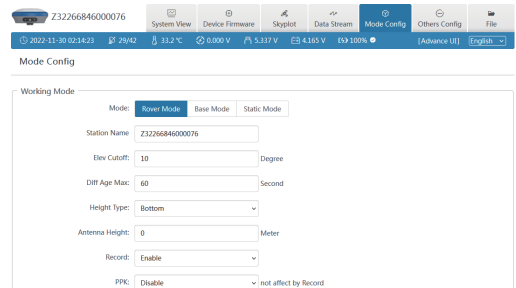 Z32266846000076
System View
Device Firmware
Skyplot
Data Stream
Mode Config
Others Config
File
2022-11-30 02:14:23 29/42 33.2 ℃ 0.000 V 5.337 V 4.165 V 100% [Advance UI] English
Mode Config
Working Mode
Mode: Rover Mode Base Mode Static Mode
Station Name Z32266846000076
Elev Cutoff: 10 Degree
Diff Age Max: 60 Second
Height Type: Bottom
Antenna Height: 0 Meter
Record: Enable
PPK: Disable not affect by Record